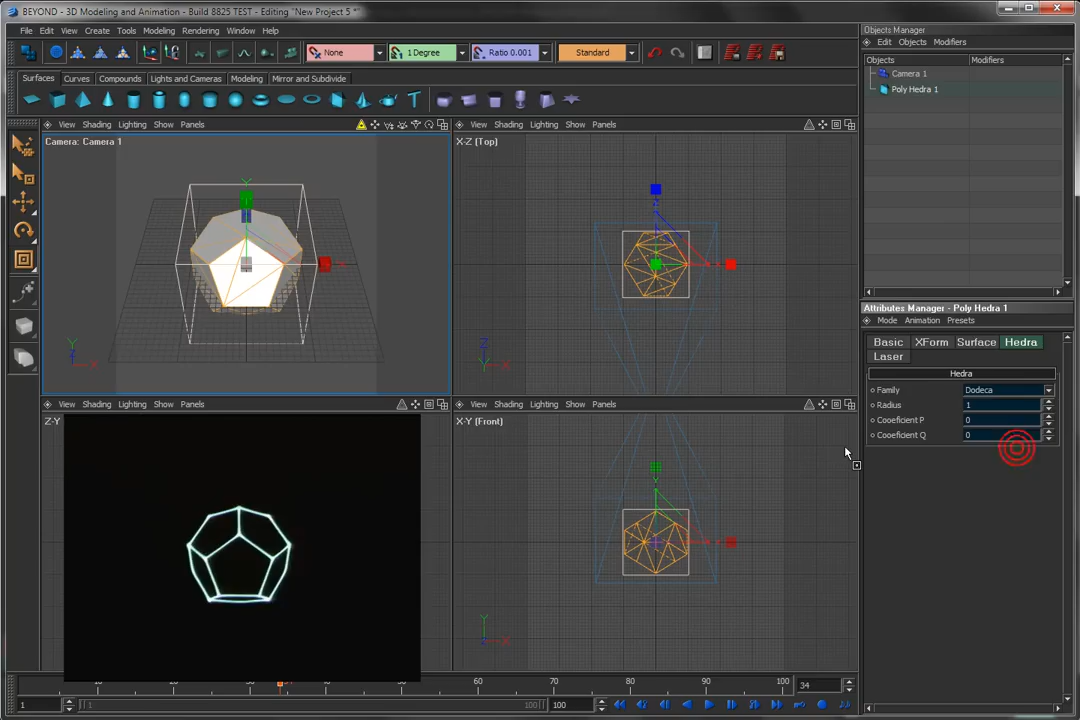 BEYOND - 3D Modeling and Animation - Build 8825 TEST - Editing "New Project 5 *"
File Edit View Create Tools Modeling Rendering Window Help
None 1 Degree Ratio 0.001 Standard
Surfaces Curves Compounds Lights and Cameras Modeling Mirror and Subdivide
View Shading Lighting Show Panels
Camera: Camera 1
View Shading Lighting Show Panels
X-Z (Top)
View Shading Lighting Show Panels
Z-Y
View Shading Lighting Show Panels
X-Y (Front)
Objects Manager
Edit Objects Modifiers
Objects Modifiers
Camera 1
Poly Hedra 1
Attributes Manager - Poly Hedra 1
Mode Animation Presets
Basic XForm Surface Hedra
Laser
Hedra
Family Dodeca
Radius 1
Cooeficient P 0
Cooeficient Q 0
60 70 80 90 100 34
1 1 100 100